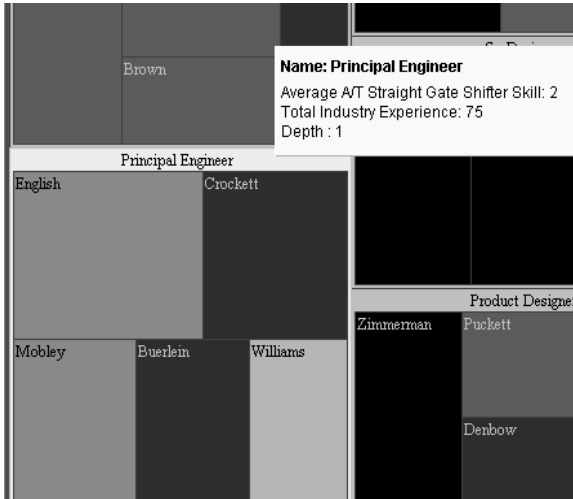 Brown
Name: Principal Engineer
Average A/T Straight Gate Shifter Skill: 2
Total Industry Experience: 75
Depth : 1
Principal Engineer
English
Crockett
Mobley
Buerlein
Williams
Product Designe
Zimmerman
Puckett
Denbow